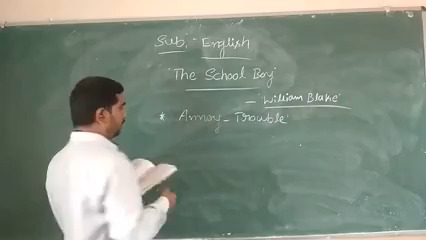 Sub:- English
"The School Boy"
- William Blake
* Annoy - Trouble